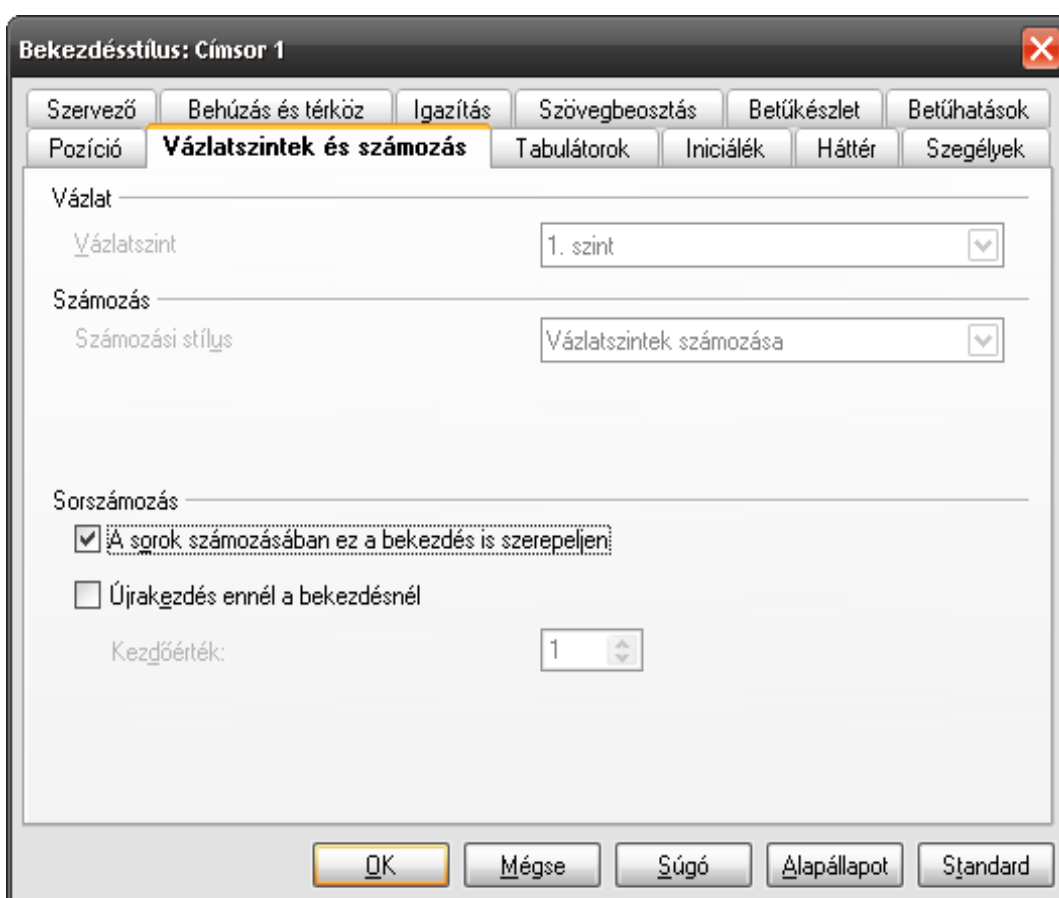 Bekezdésstílus: Címsor 1
Szervező Behúzás és térköz Igazítás Szövegbeosztás Betűkészlet Betűhatások
Pozíció Vázlatszintek és számozás Tabulátorok Iniciálék Háttér Szegélyek
Vázlat
Vázlatszint 1. szint
Számozás
Számozási stílus Vázlatszintek számozása
Sorszámozás
A sorok számozásában ez a bekezdés is szerepeljen
Újrakezdés ennél a bekezdésnél
Kezdőérték: 1
OK Mégse Súgó Alapállapot Standard